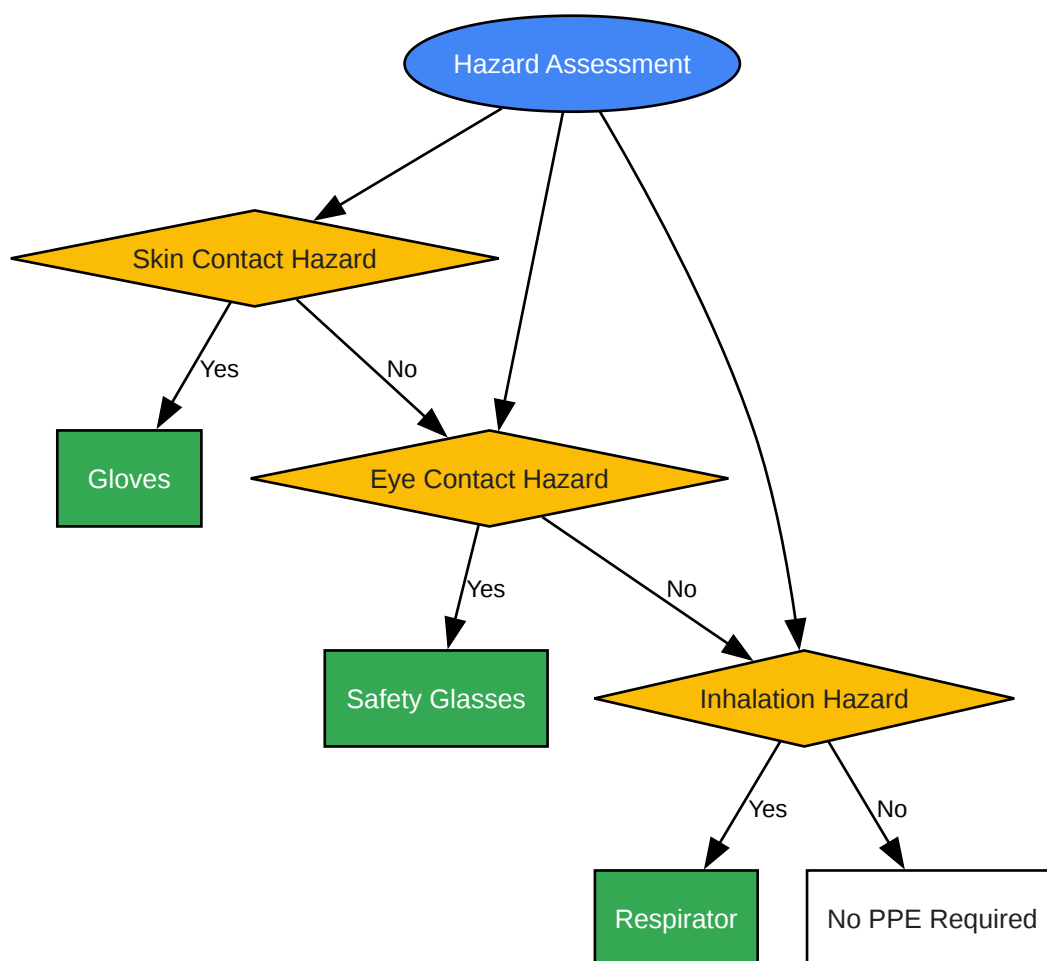 Hazard Assessment
Skin Contact Hazard
Yes
No
Gloves
Eye Contact Hazard
Yes
No
Safety Glasses
Inhalation Hazard
Yes
No
Respirator
No PPE Required